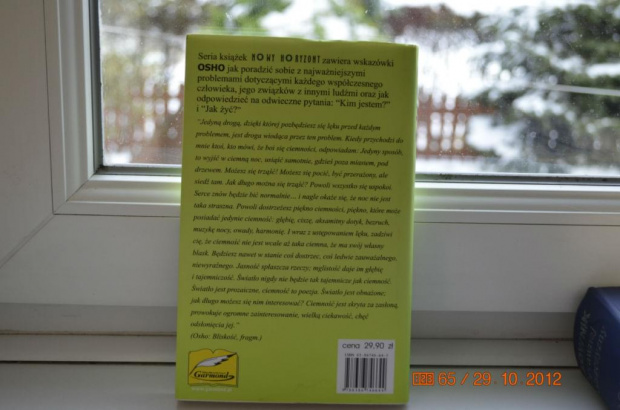 Seria książek NOWY HORYZONT zawiera wskazówki
OSHO jak poradzić sobie z najważniejszymi
problemami dotyczącymi każdego współczesnego
człowieka, jego związków z innymi ludźmi oraz jak
odpowiedzieć na odwieczne pytania: "Kim jestem?"
i "Jak żyć?"
"Jedyną drogą, dzięki której pozbędziesz się lęku przed każdym
problemem, jest droga wiodąca przez ten problem. Kiedy przychodzi do
mnie ktoś, kto mówi, że boi się ciemności, odpowiadam: Jedyny sposób,
to wyjść w ciemną noc, usiąść samotnie, gdzieś poza miastem, pod
drzewem. Możesz się trząść! Możesz się pocić, być przerażony, ale
siedź tam. Jak długo można się trząść? Powoli wszystko się uspokoi.
Serce znów będzie bić normalnie... i nagle okaże się, że noc nie jest
taka straszna. Powoli dostrzeżesz piękno ciemności, piękno, które może
posiadać jedynie ciemność: głębię, ciszę, aksamitny dotyk, bezruch,
muzykę nocy, owady, harmonię. I wraz z ustępowaniem lęku, zadziwi
cię, że ciemność nie jest wcale aż taka ciemna, że ma swój własny
blask. Będziesz nawet w stanie coś dostrzec, coś ledwie zauważalnego,
niewyraźnego. Jasność spłaszcza rzeczy; mglistość daje im głębię
i tajemniczość. Światło nigdy nie będzie tak tajemnicze jak ciemność.
Światło jest prozaiczne, ciemność to poezja. Światło jest obnażone;
jak długo możesz się nim interesować? Ciemność jest skryta za zasłoną,
prowokuje ogromne zainteresowanie, wielką ciekawość, chęć
odsłonięcia jej."
(Osho: Bliskość, fragm.)
cena 29,90 zł
Garmond
65 / 29. 10. 2012